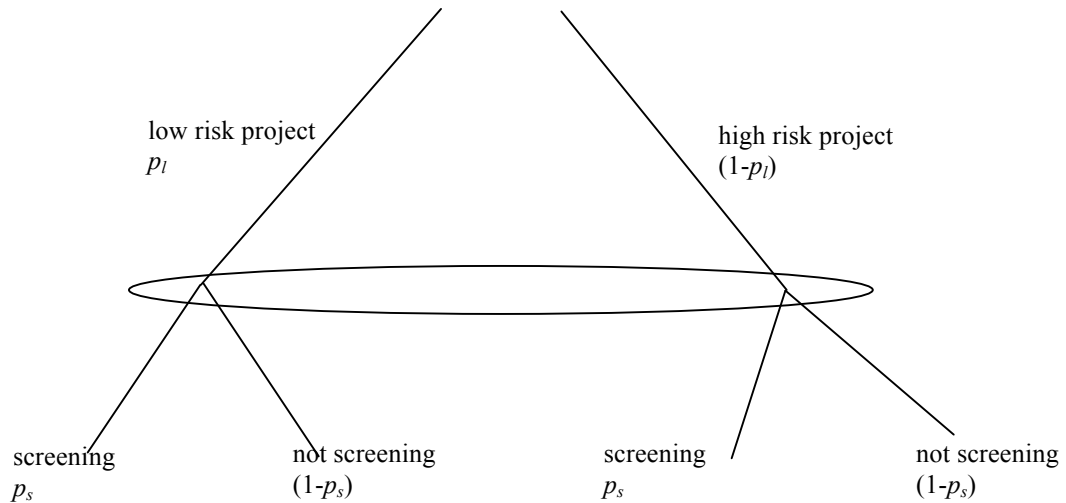 low risk project
p_l
high risk project
(1-p_l)
screening
p_s
not screening
(1-p_s)
screening
p_s
not screening
(1-p_s)